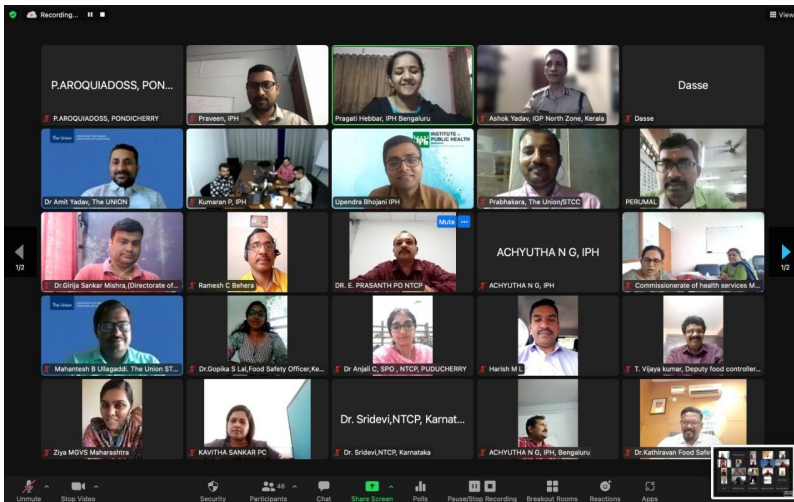 Recording...
View
P.AROQUIADOSS, PON...
P.AROQUIADOSS, PONDICHERRY
Praveen, IPH
Pragati Hebbar, IPH Bengaluru
Ashok Yadav, IGP North Zone, Kerala
Dasse
Dasse
The Union
Dr Amit Yadav, The UNION
Kumaran P, IPH
INSTITUTE OF
PUBLIC HEALTH
Upendra Bhojani IPH
Prabhakara, The Union/STCC
PERUMAL
Dr.Girija Sankar Mishra,(Directorate of...
Ramesh C Behera
Mute
DR. E. PRASANTH PO NTCP
ACHYUTHA N G, IPH
ACHYUTHA N G, IPH
Commissionerate of health services M...
1/2
1/2
The Union
Mahantesh B Ullagaddi. The Union ST...
Dr.Gopika S Lal,Food Safety Officer,Ke...
Dr Anjali C, SPO , NTCP, PUDUCHERRY
Harish M L
T. Vijaya kumar, Deputy food controller...
Ziya MGVS Maharashtra
KAVITHA SANKAR PC
Dr. Sridevi,NTCP, Karnat...
Dr. Sridevi,NTCP, Karnataka
ACHYUTHA N G, IPH, Bengaluru
Dr.Kathiravan Food Safe
Unmute
Stop Video
Security
Participants
48
Chat
Share Screen
Polls
Pause/Stop Recording
Breakout Rooms
Reactions
Apps